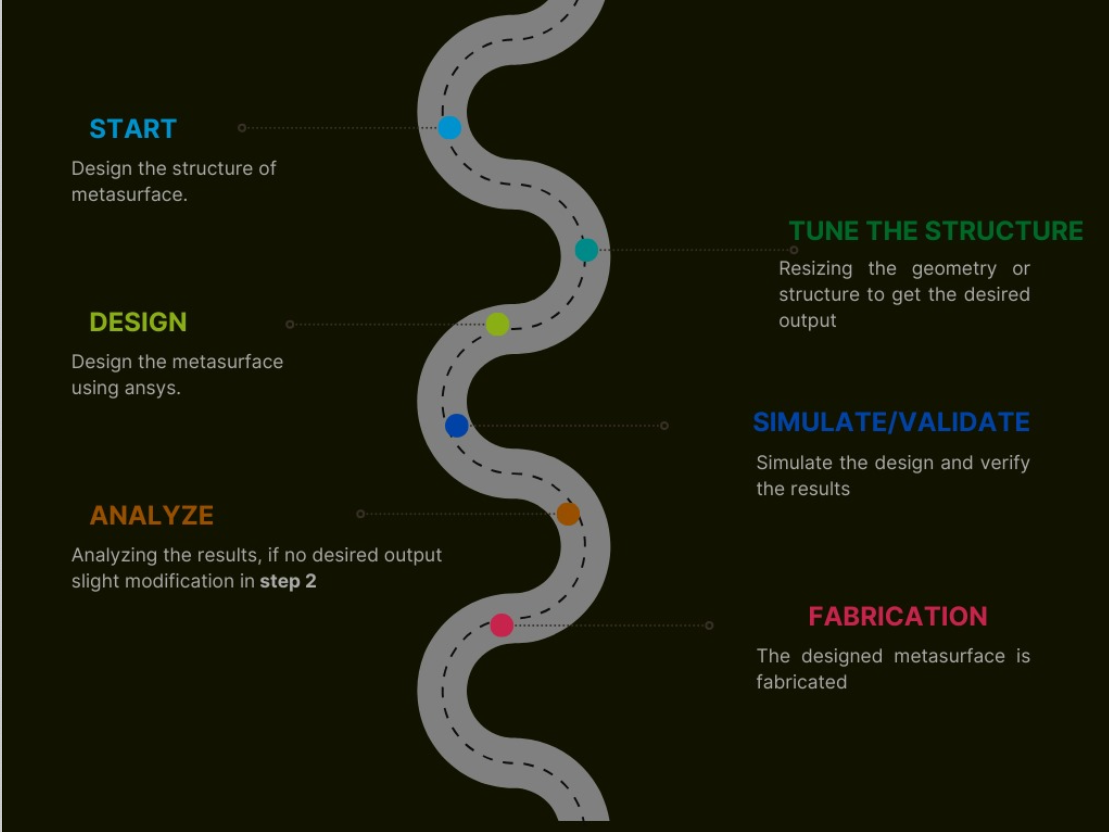 START
Design the structure of
metasurface.
TUNE THE STRUCTURE
Resizing the geometry or
structure to get the desired
output
DESIGN
Design the metasurface
using ansys.
SIMULATE/VALIDATE
Simulate the design and verify
the results
ANALYZE
Analyzing the results, if no desired output
slight modification in step 2
FABRICATION
The designed metasurface is
fabricated